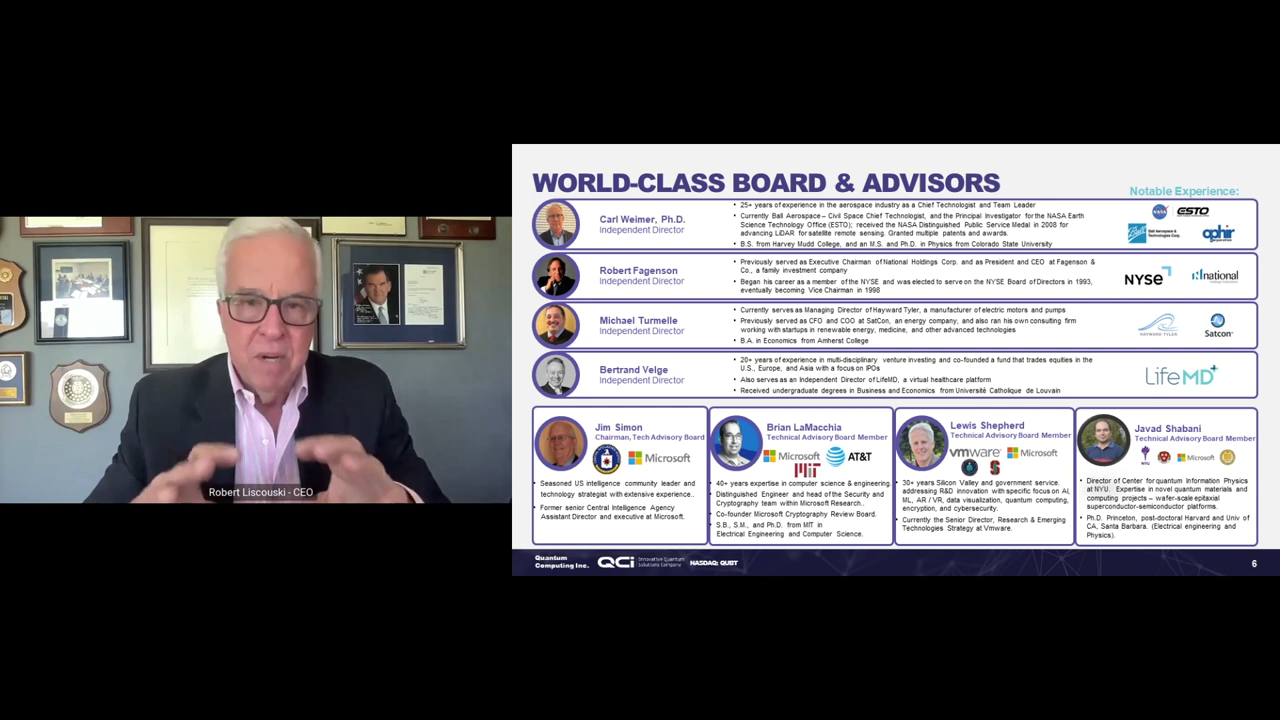 Robert Liscouski - CEO
WORLD-CLASS BOARD & ADVISORS
Notable Experience:
Carl Weimer, Ph.D.
Independent Director
• 25+ years of experience in the aerospace industry as a Chief Technologist and Team Leader
• Currently Ball Aerospace – Civil Space Chief Technologist, and the Principal Investigator for the NASA Earth
Science Technology Office (ESTO); received the NASA Distinguished Public Service Medal in 2008 for
advancing LiDAR for satellite remote sensing. Granted multiple patents and awards.
• B.S. from Harvey Mudd College, and an M.S. and Ph.D. in Physics from Colorado State University
NASA
ESTO
Ball
Ball Aerospace & Technologies Corp.
ophir
Robert Fagenson
Independent Director
• Previously served as Executive Chairman of National Holdings Corp. and as President and CEO at Fagenson &
Co., a family investment company
• Began his career as a member of the NYSE and was elected to serve on the NYSE Board of Directors in 1993,
eventually becoming Vice Chairman in 1998
NYSE
national
Michael Turmelle
Independent Director
• Currently serves as Managing Director of Hayward Tyler, a manufacturer of electric motors and pumps
• Previously served as CFO and COO at SatCon, an energy company, and also ran his own consulting firm
working with startups in renewable energy, medicine, and other advanced technologies
• B.A. in Economics from Amherst College
HAYWARD TYLER
Satcon
Bertrand Velge
Independent Director
• 20+ years of experience in multi-disciplinary venture investing and co-founded a fund that trades equities in the
U.S., Europe, and Asia with a focus on IPOs
• Also serves as an Independent Director of LifeMD, a virtual healthcare platform
• Received undergraduate degrees in Business and Economics from Université Catholique de Louvain
LifeMD
Jim Simon
Chairman, Tech Advisory Board
Microsoft
• Seasoned US intelligence community leader and
technology strategist with extensive experience..
• Former senior Central Intelligence Agency
Assistant Director and executive at Microsoft.
Brian LaMacchia
Technical Advisory Board Member
Microsoft
AT&T
MIT
• 40+ years expertise in computer science & engineering.
• Distinguished Engineer and head of the Security and
Cryptography team within Microsoft Research..
• Co-founder Microsoft Cryptography Review Board.
• S.B., S.M., and Ph.D. from MIT in
Electrical Engineering and Computer Science.
Lewis Shepherd
Technical Advisory Board Member
vmware
Microsoft
• 30+ years Silicon Valley and government service.
addressing R&D innovation with specific focus on AI,
ML, AR / VR, data visualization, quantum computing,
encryption, and cybersecurity.
• Currently the Senior Director, Research & Emerging
Technologies Strategy at Vmware.
Javad Shabani
Technical Advisory Board Member
NYU
Microsoft
• Director of Center for quantum Information Physics
at NYU. Expertise in novel quantum materials and
computing projects – wafer-scale epitaxial
superconductor-semiconductor platforms.
• Ph.D. Princeton, post-doctoral Harvard and Univ of
CA, Santa Barbara. (Electrical engineering and
Physics).
Quantum
Computing Inc.
QCi
Innovative Quantum
Solutions Company
NASDAQ: QUBT
6